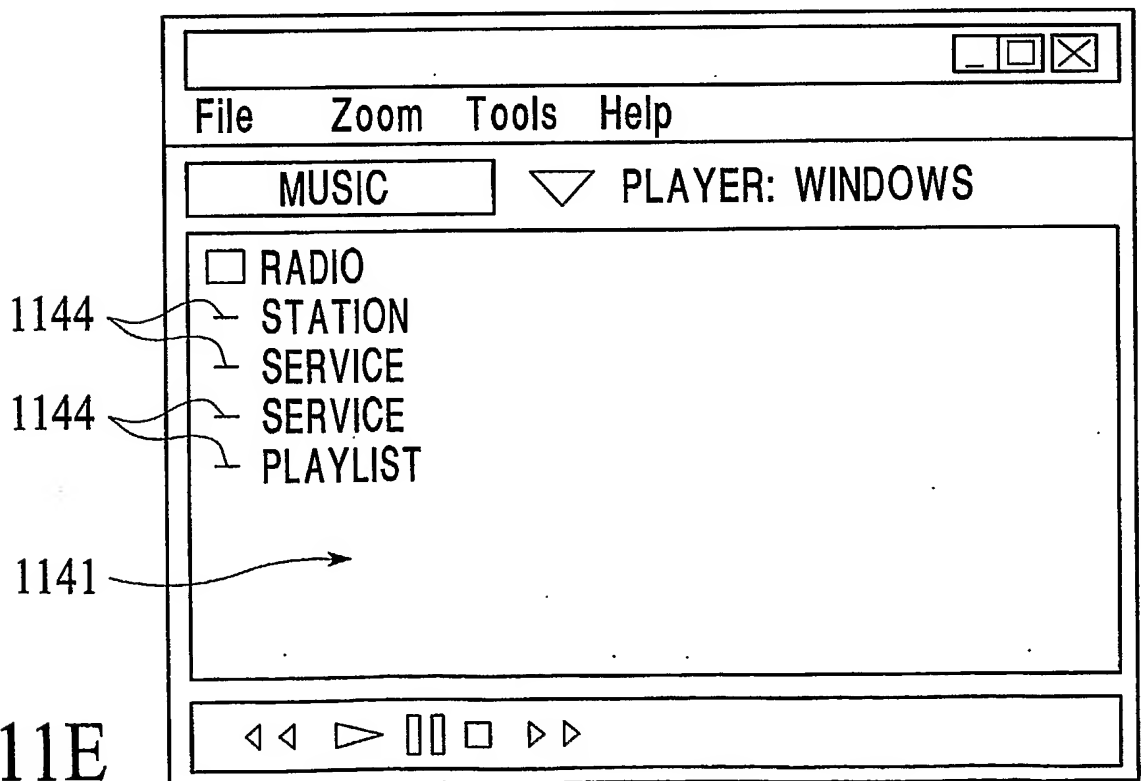 File Zoom Tools Help
MUSIC PLAYER: WINDOWS
RADIO
1144 STATION
SERVICE
1144 SERVICE
PLAYLIST
1141
11E